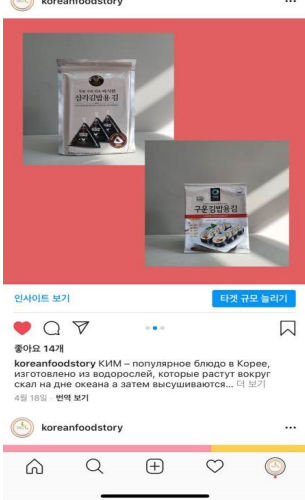 koreanfoodstory
삼각김밥용 김
구운김밥용김
인사이트 보기
타겟 규모 늘리기
좋아요 14개
koreanfoodstory КИМ – популярное блюдо в Корее,
изготовлено из водорослей, которые растут вокруг
скал на дне океана а затем высушиваются... 더 보기
4월 18일 · 번역 보기
koreanfoodstory